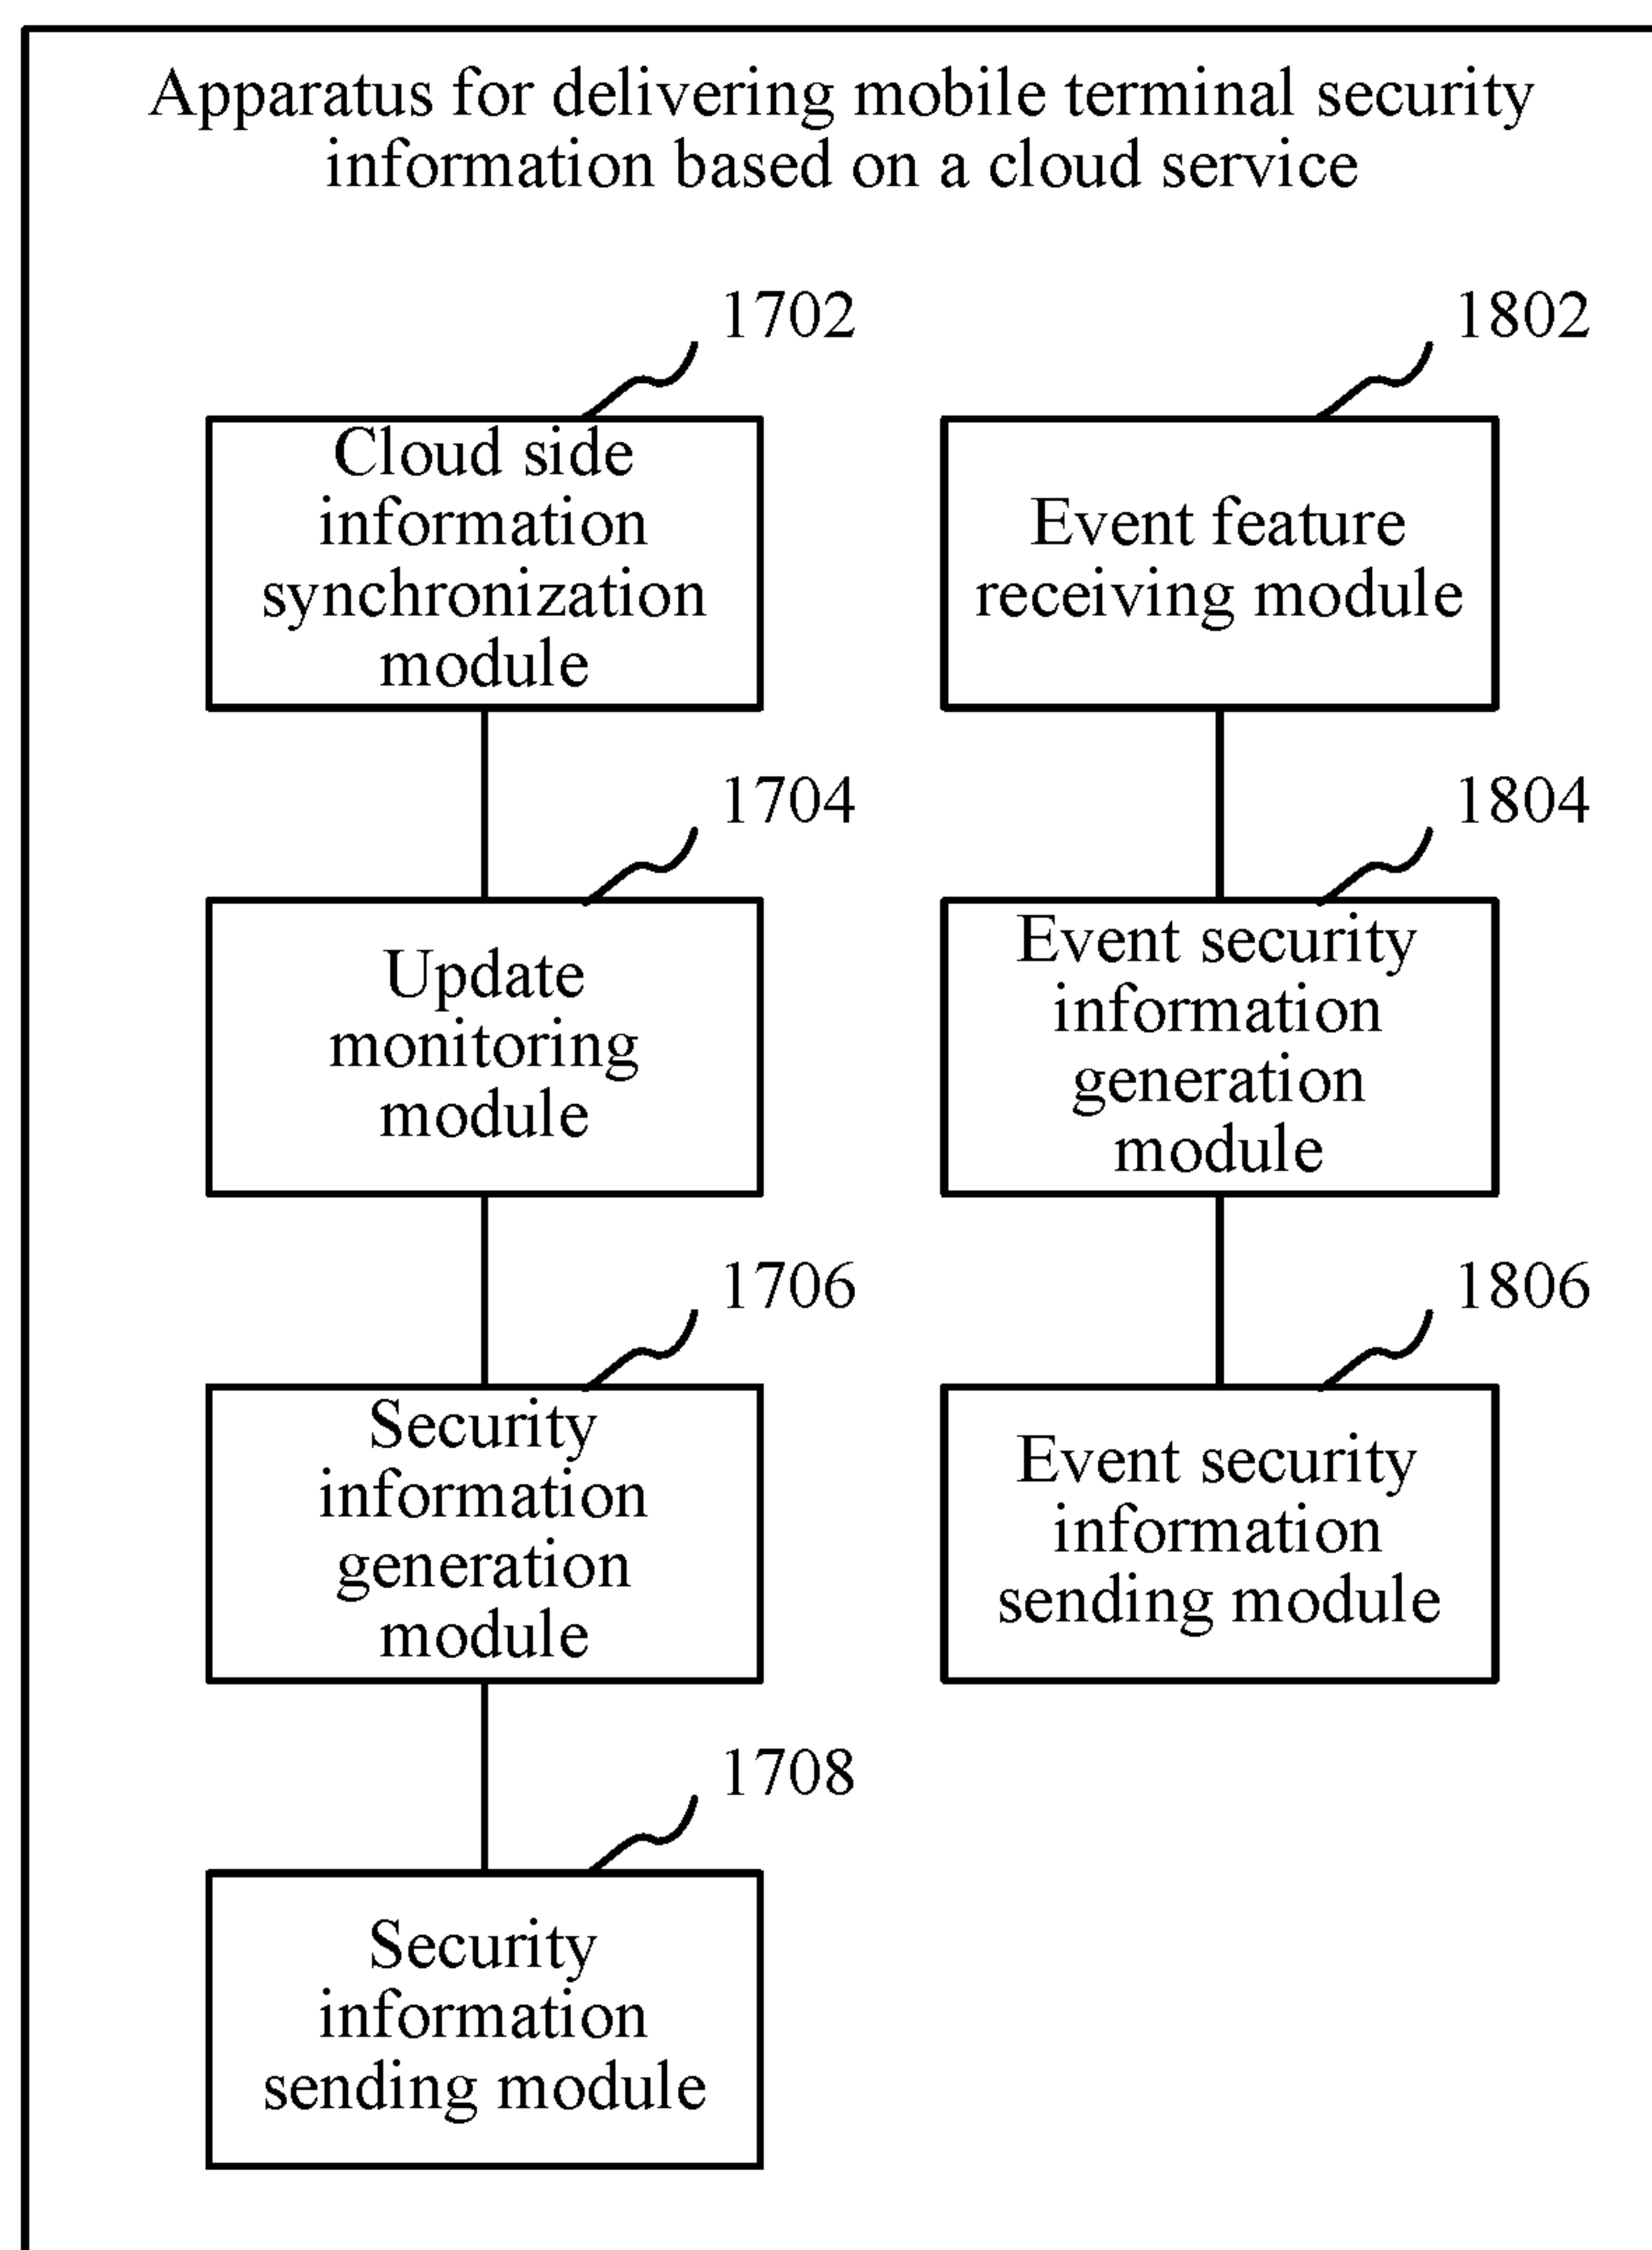 Apparatus for delivering mobile terminal security
information based on a cloud service
1702
Cloud side
information
synchronization
module
1704
Update
monitoring
module
1706
Security
information
generation
module
1708
Security
information
sending module
1802
Event feature
receiving module
1804
Event security
information
generation
module
1806
Event security
information
sending module